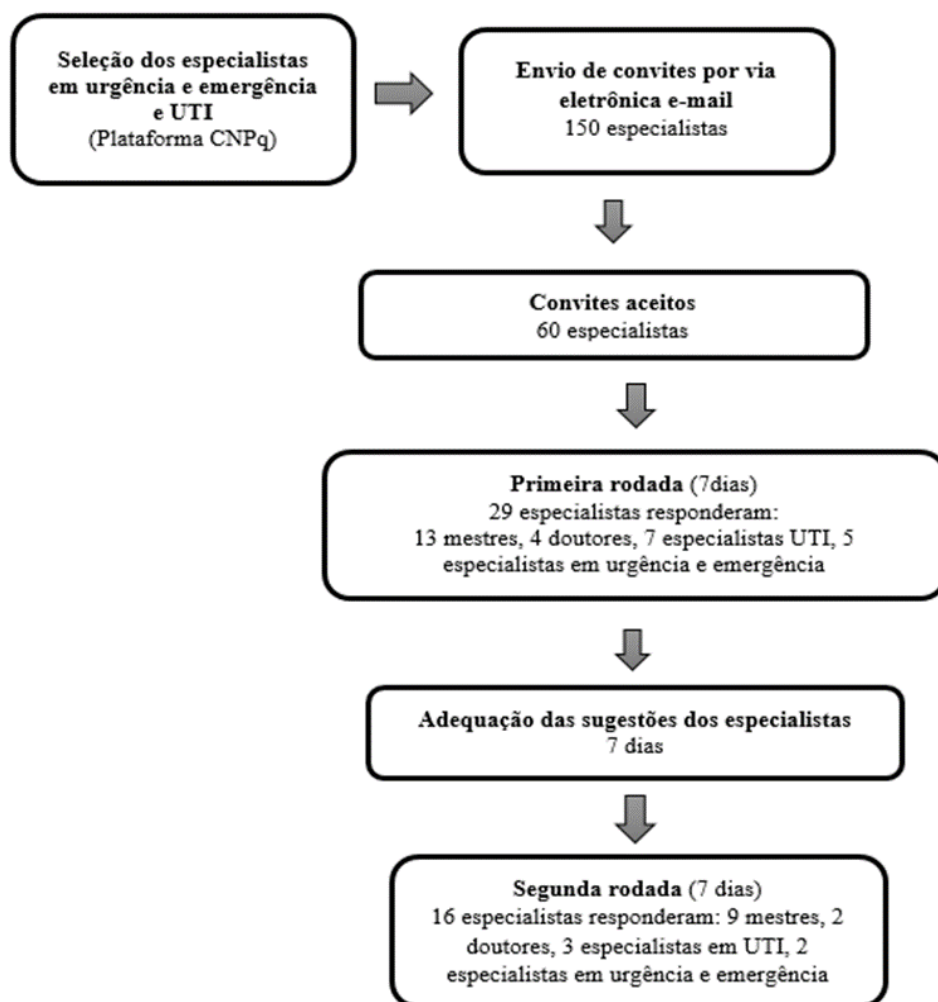 Seleção dos especialistas
em urgência e emergência
e UTI
(Plataforma CNPq)
Envio de convites por via
eletrônica e-mail
150 especialistas
Convites aceitos
60 especialistas
Primeira rodada (7dias)
29 especialistas responderam:
13 mestres, 4 doutores, 7 especialistas UTI, 5
especialistas em urgência e emergência
Adequação das sugestões dos especialistas
7 dias
Segunda rodada (7 dias)
16 especialistas responderam: 9 mestres, 2
doutores, 3 especialistas em UTI, 2
especialistas em urgência e emergência